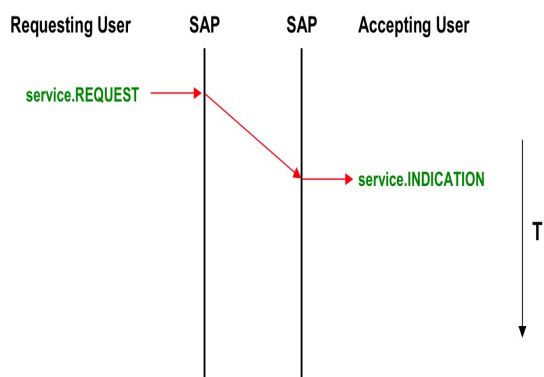 Requesting User SAP SAP Accepting User
service.REQUEST
service.INDICATION
T